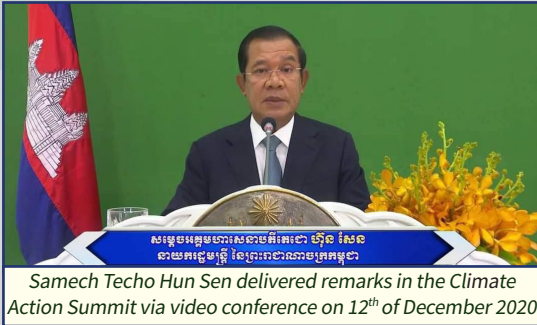 សម្តេចអគ្គមហាសេនាបតីតេជោ ហ៊ុន សែន
នាយករដ្ឋមន្ត្រី នៃព្រះរាជាណាចក្រកម្ពុជា
Samech Techo Hun Sen delivered remarks in the Climate
Action Summit via video conference on 12th of December 2020